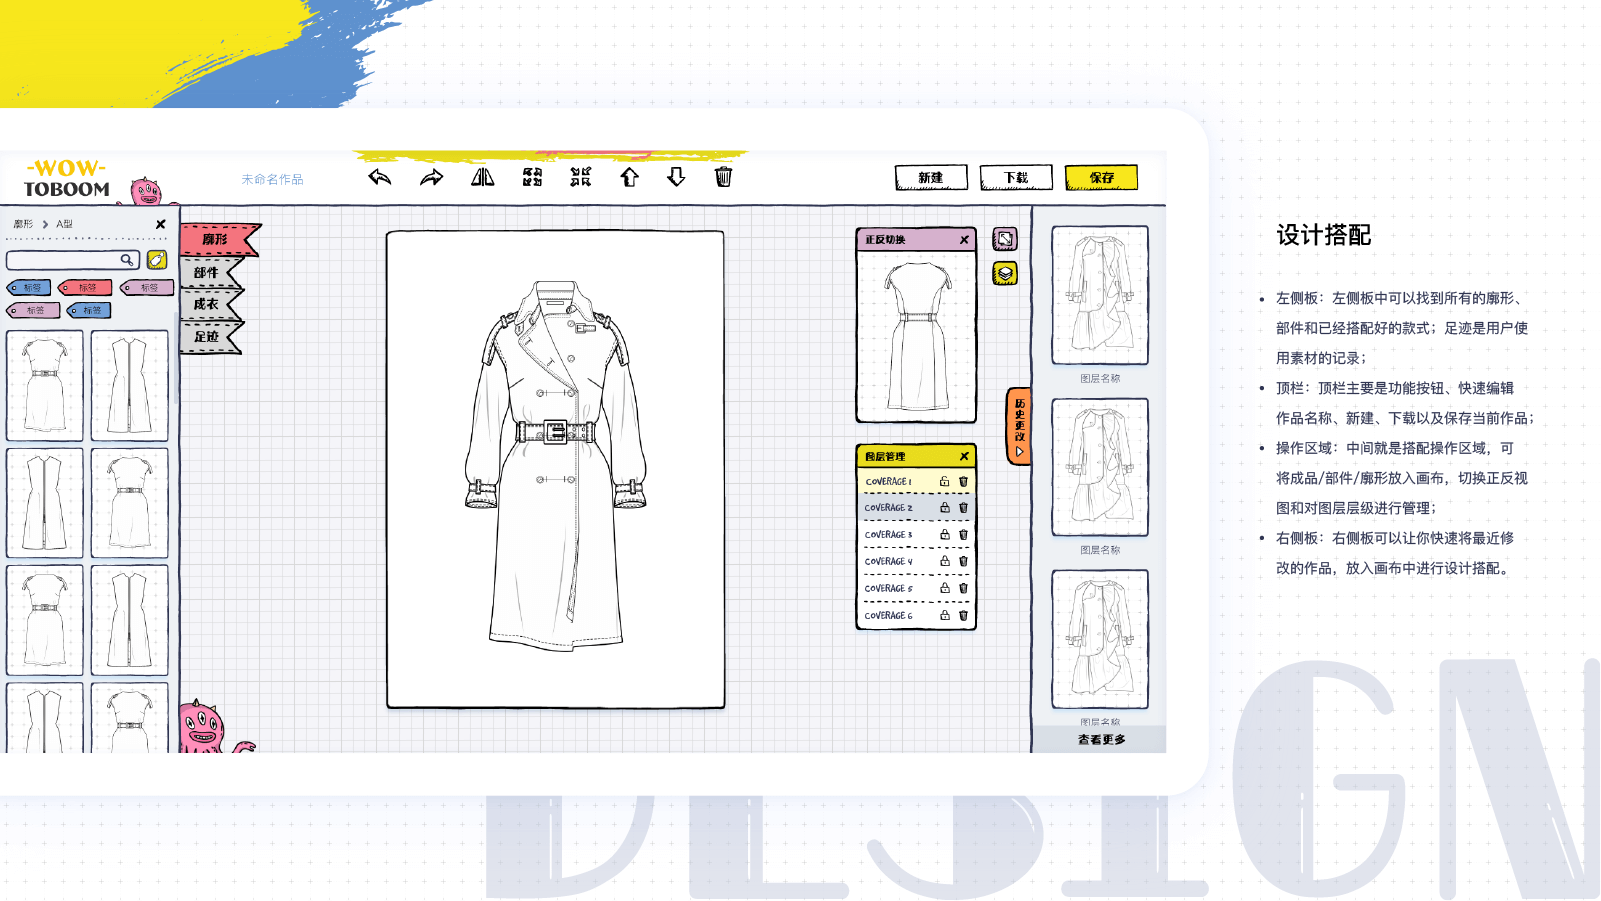 -WOW-
TOBOOM
未命名作品
新建
下载
保存
廓形 > A型
标签
标签
标签
标签
标签
廓形
部件
成衣
足迹
正反切换
图层管理
COVERAGE 1
COVERAGE 2
COVERAGE 3
COVERAGE 4
COVERAGE 5
COVERAGE 6
历史更改
图层名称
图层名称
图层名称
查看更多
设计搭配
• 左侧板：左侧板中可以找到所有的廓形、
部件和已经搭配好的款式；足迹是用户使
用素材的记录；
• 顶栏：顶栏主要是功能按钮、快速编辑
作品名称、新建、下载以及保存当前作品；
• 操作区域：中间就是搭配操作区域，可
将成品/部件/廓形放入画布，切换正反视
图和对图层层级进行管理；
• 右侧板：右侧板可以让你快速将最近修
改的作品，放入画布中进行设计搭配。
DESIGN